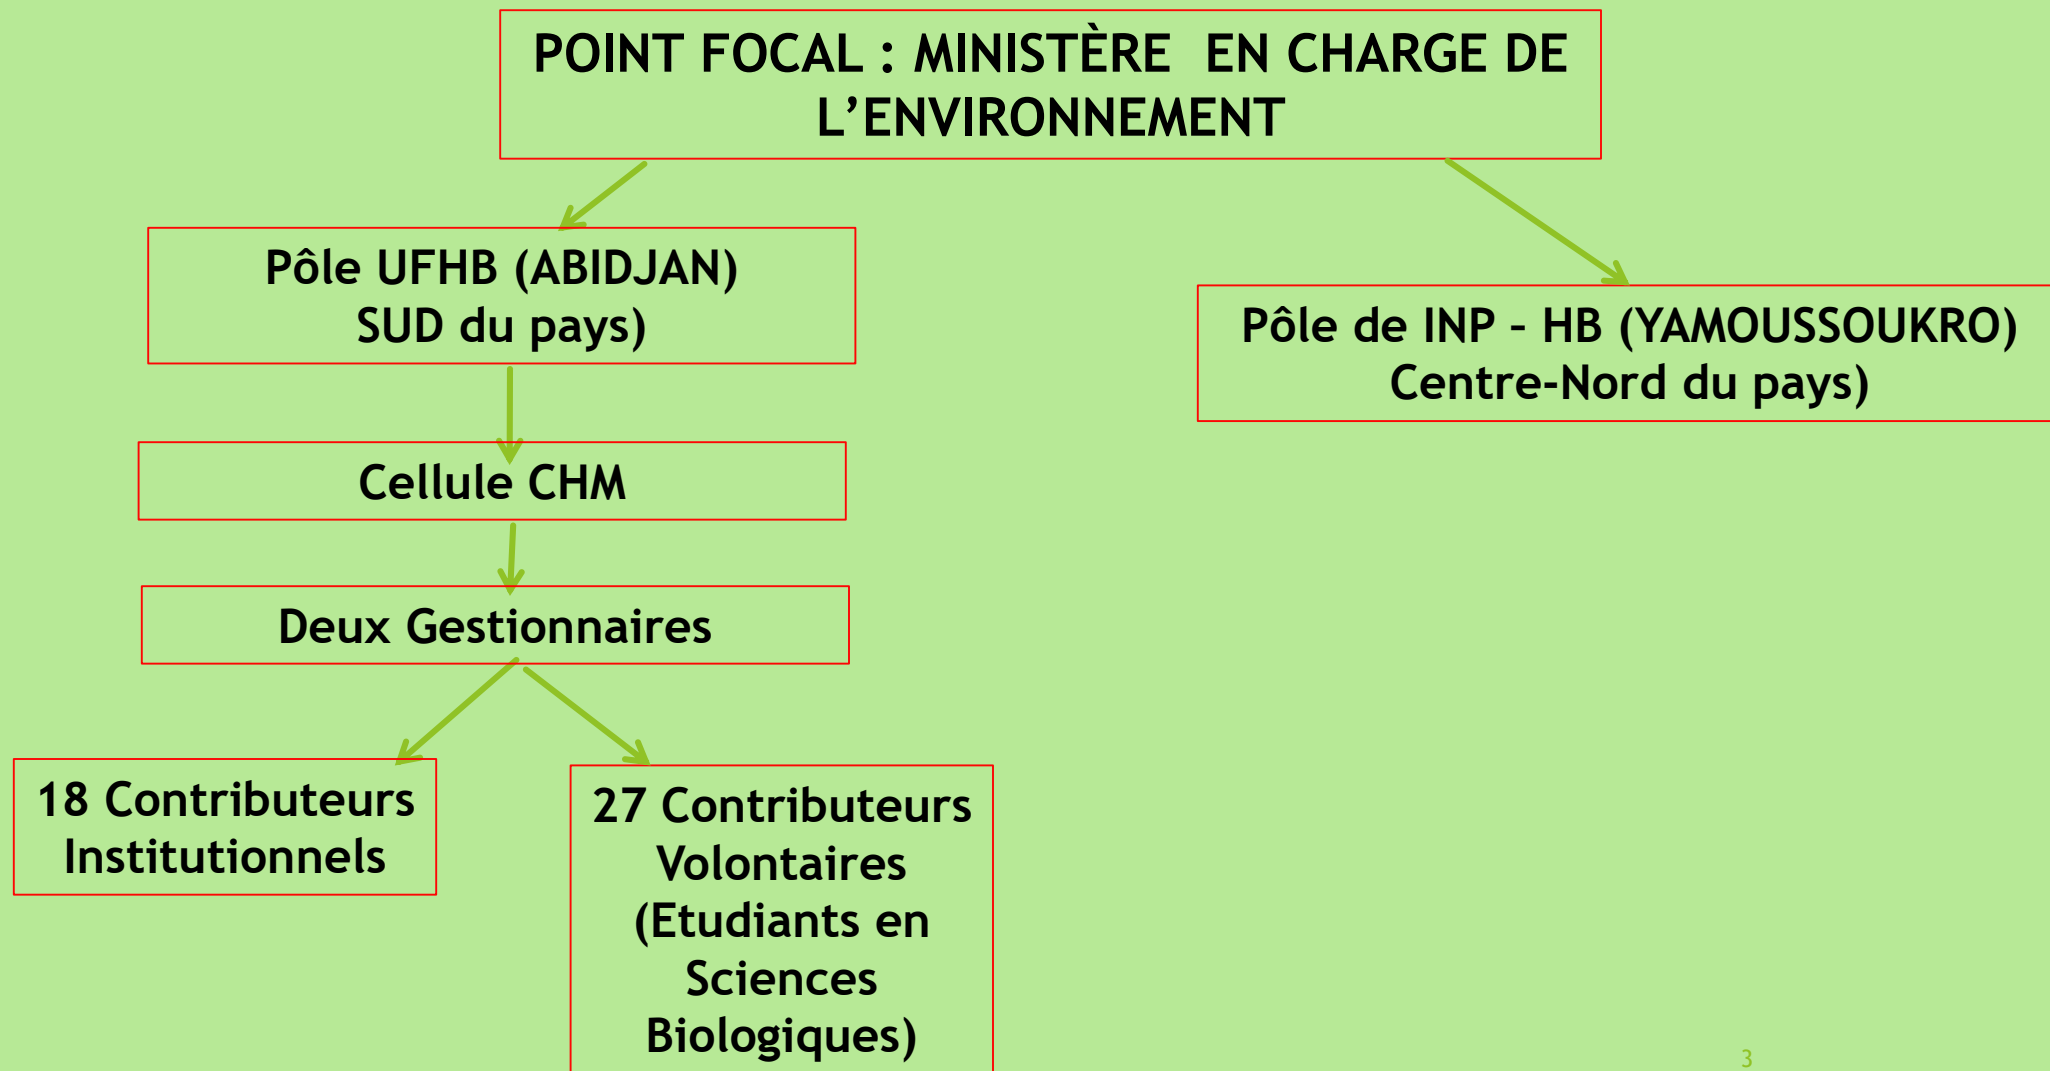 POINT FOCAL : MINISTÈRE EN CHARGE DE
L’ENVIRONNEMENT
Pôle UFHB (ABIDJAN)
SUD du pays)
Pôle de INP – HB (YAMOUSSOUKRO)
Centre-Nord du pays)
Cellule CHM
Deux Gestionnaires
18 Contributeurs
Institutionnels
27 Contributeurs
Volontaires
(Etudiants en
Sciences
Biologiques)
3